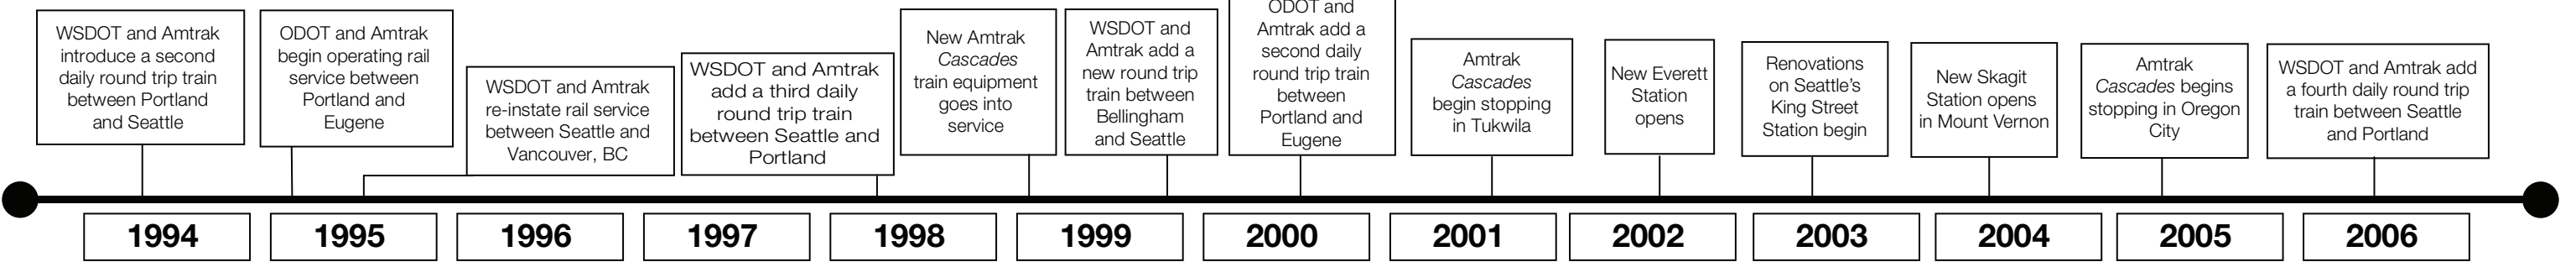 WSDOT and Amtrak
introduce a second
daily round trip train
between Portland
and Seattle
ODOT and Amtrak
begin operating rail
service between
Portland and
Eugene
WSDOT and Amtrak
re-instate rail service
between Seattle and
Vancouver, BC
WSDOT and Amtrak
add a third daily
round trip train
between Seattle and
Portland
New Amtrak
Cascades
train equipment
goes into
service
WSDOT and
Amtrak add a
new round trip
train between
Bellingham
and Seattle
ODOT and
Amtrak add a
second daily
round trip train
between
Portland and
Eugene
Amtrak
Cascades
begin stopping
in Tukwila
New Everett
Station
opens
Renovations
on Seattle's
King Street
Station begin
New Skagit
Station opens
in Mount Vernon
Amtrak
Cascades begins
stopping in Oregon
City
WSDOT and Amtrak add
a fourth daily round trip
train between Seattle
and Portland
1994
1995
1996
1997
1998
1999
2000
2001
2002
2003
2004
2005
2006